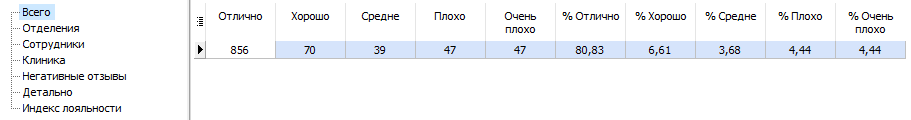 Всего
Отделения
Сотрудники
Клиника
Негативные отзывы
Детально
Индекс лояльности
Отлично Хорошо Средне Плохо Очень плохо % Отлично % Хорошо % Средне % Плохо % Очень плохо
856 70 39 47 47 80,83 6,61 3,68 4,44 4,44